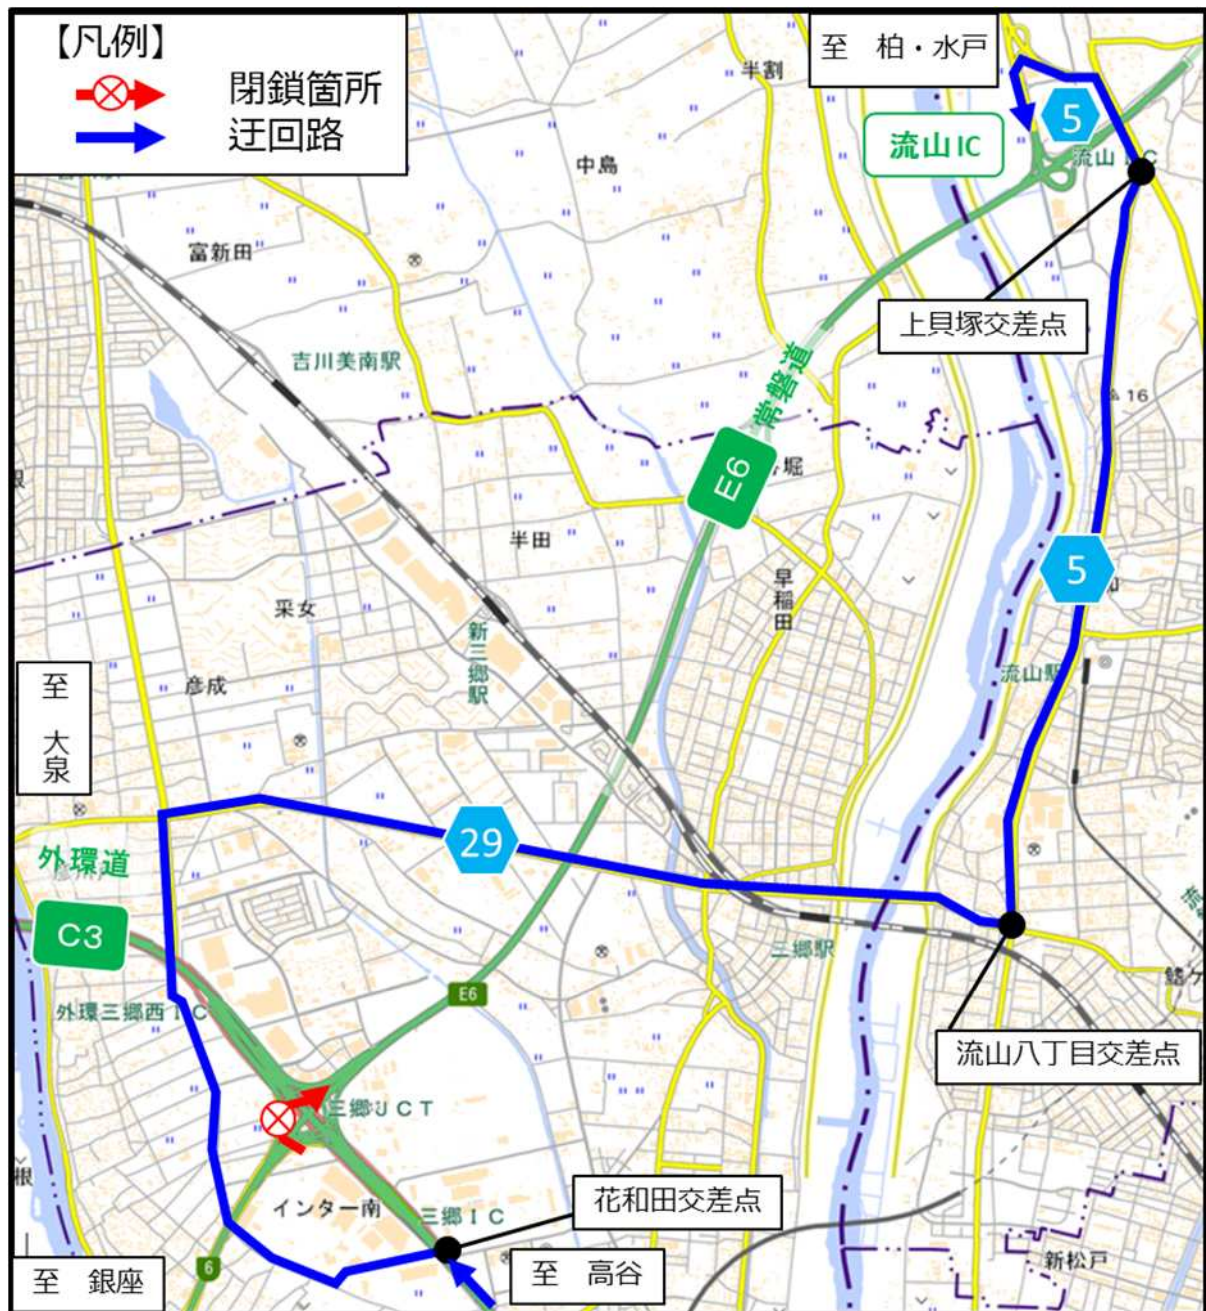 【凡例】
閉鎖箇所
迂回路
至 柏・水戸
半割
5
流山IC
中島
富新田
上貝塚交差点
吉川美南駅
常磐道
16
E6
半田
早稲田
采女
新三郷駅
5
流山駅
彦成
至 大泉
29
外環道
C3
三郷駅
鰭ケ
外環三郷西IC
E6
流山八丁目交差点
三郷JCT
根
インター南
三郷IC
花和田交差点
6
至 銀座
至 高谷
新松戸